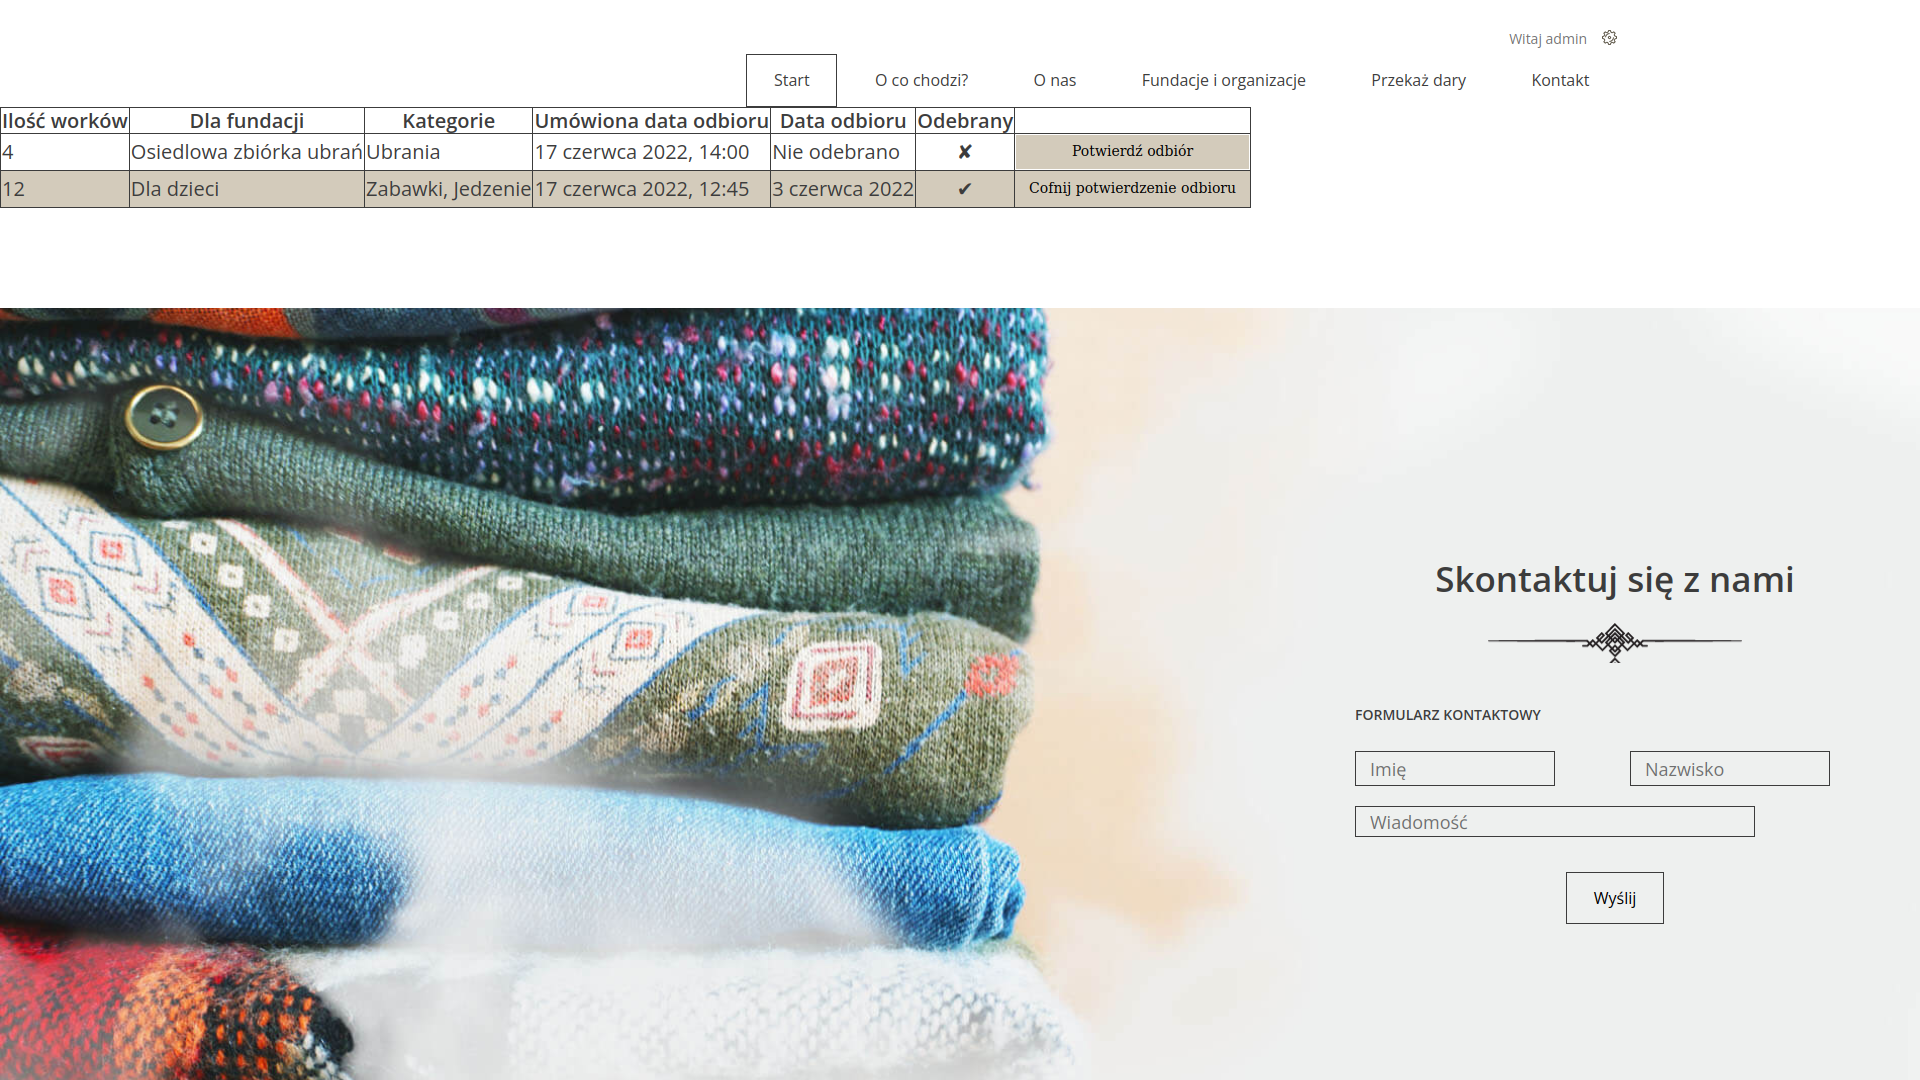 Witaj admin
Start O co chodzi? O nas Fundacje i organizacje Przekaż dary Kontakt
Ilość worków Dla fundacji Kategorie Umówiona data odbioru Data odbioru Odebrany
4 Osiedlowa zbiórka ubrań Ubrania 17 czerwca 2022, 14:00 Nie odebrano ✘ Potwierdź odbiór
12 Dla dzieci Zabawki, Jedzenie 17 czerwca 2022, 12:45 3 czerwca 2022 ✔ Cofnij potwierdzenie odbioru
Skontaktuj się z nami
FORMULARZ KONTAKTOWY
Imię Nazwisko
Wiadomość
Wyślij